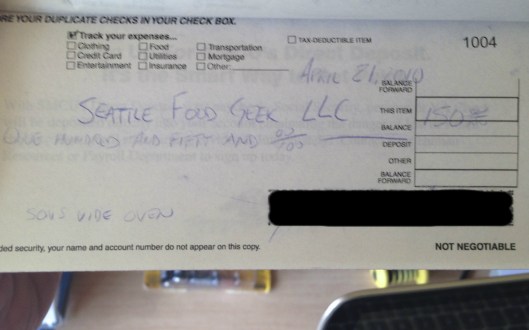 RE YOUR DUPLICATE CHECKS IN YOUR CHECK BOX.
Track your expenses...
Clothing Food Transportation
Credit Card Utilities Mortgage
Entertainment Insurance Other
TAX-DEDUCTIBLE ITEM
1004
APRIL 21, 2010
BALANCE FORWARD
SEATTLE FOOD GEEK LLC
THIS ITEM 150 00
ONE HUNDRED AND FIFTY AND 00/100
BALANCE
DEPOSIT
OTHER
BALANCE FORWARD
SOUS VIDE OVEN
ded security, your name and account number do not appear on this copy.
NOT NEGOTIABLE